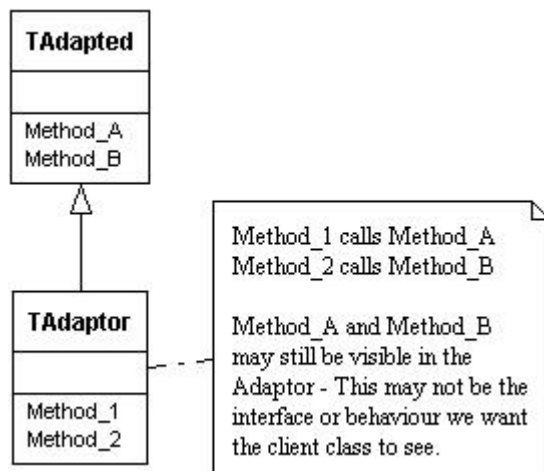 TAdapted
Method_A
Method_B
TAdaptor
Method_1
Method_2
Method_1 calls Method_A
Method_2 calls Method_B
Method_A and Method_B
may still be visible in the
Adaptor - This may not be the
interface or behaviour we want
the client class to see.